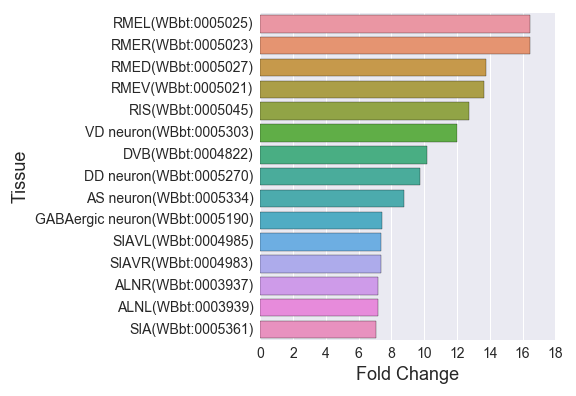 RMEL(WBbt:0005025)
RMER(WBbt:0005023)
RMED(WBbt:0005027)
RMEV(WBbt:0005021)
RIS(WBbt:0005045)
VD neuron(WBbt:0005303)
DVB(WBbt:0004822)
DD neuron(WBbt:0005270)
AS neuron(WBbt:0005334)
GABAergic neuron(WBbt:0005190)
SIAVL(WBbt:0004985)
SIAVR(WBbt:0004983)
ALNR(WBbt:0003937)
ALNL(WBbt:0003939)
SIA(WBbt:0005361)
Tissue
0 2 4 6 8 10 12 14 16 18
Fold Change